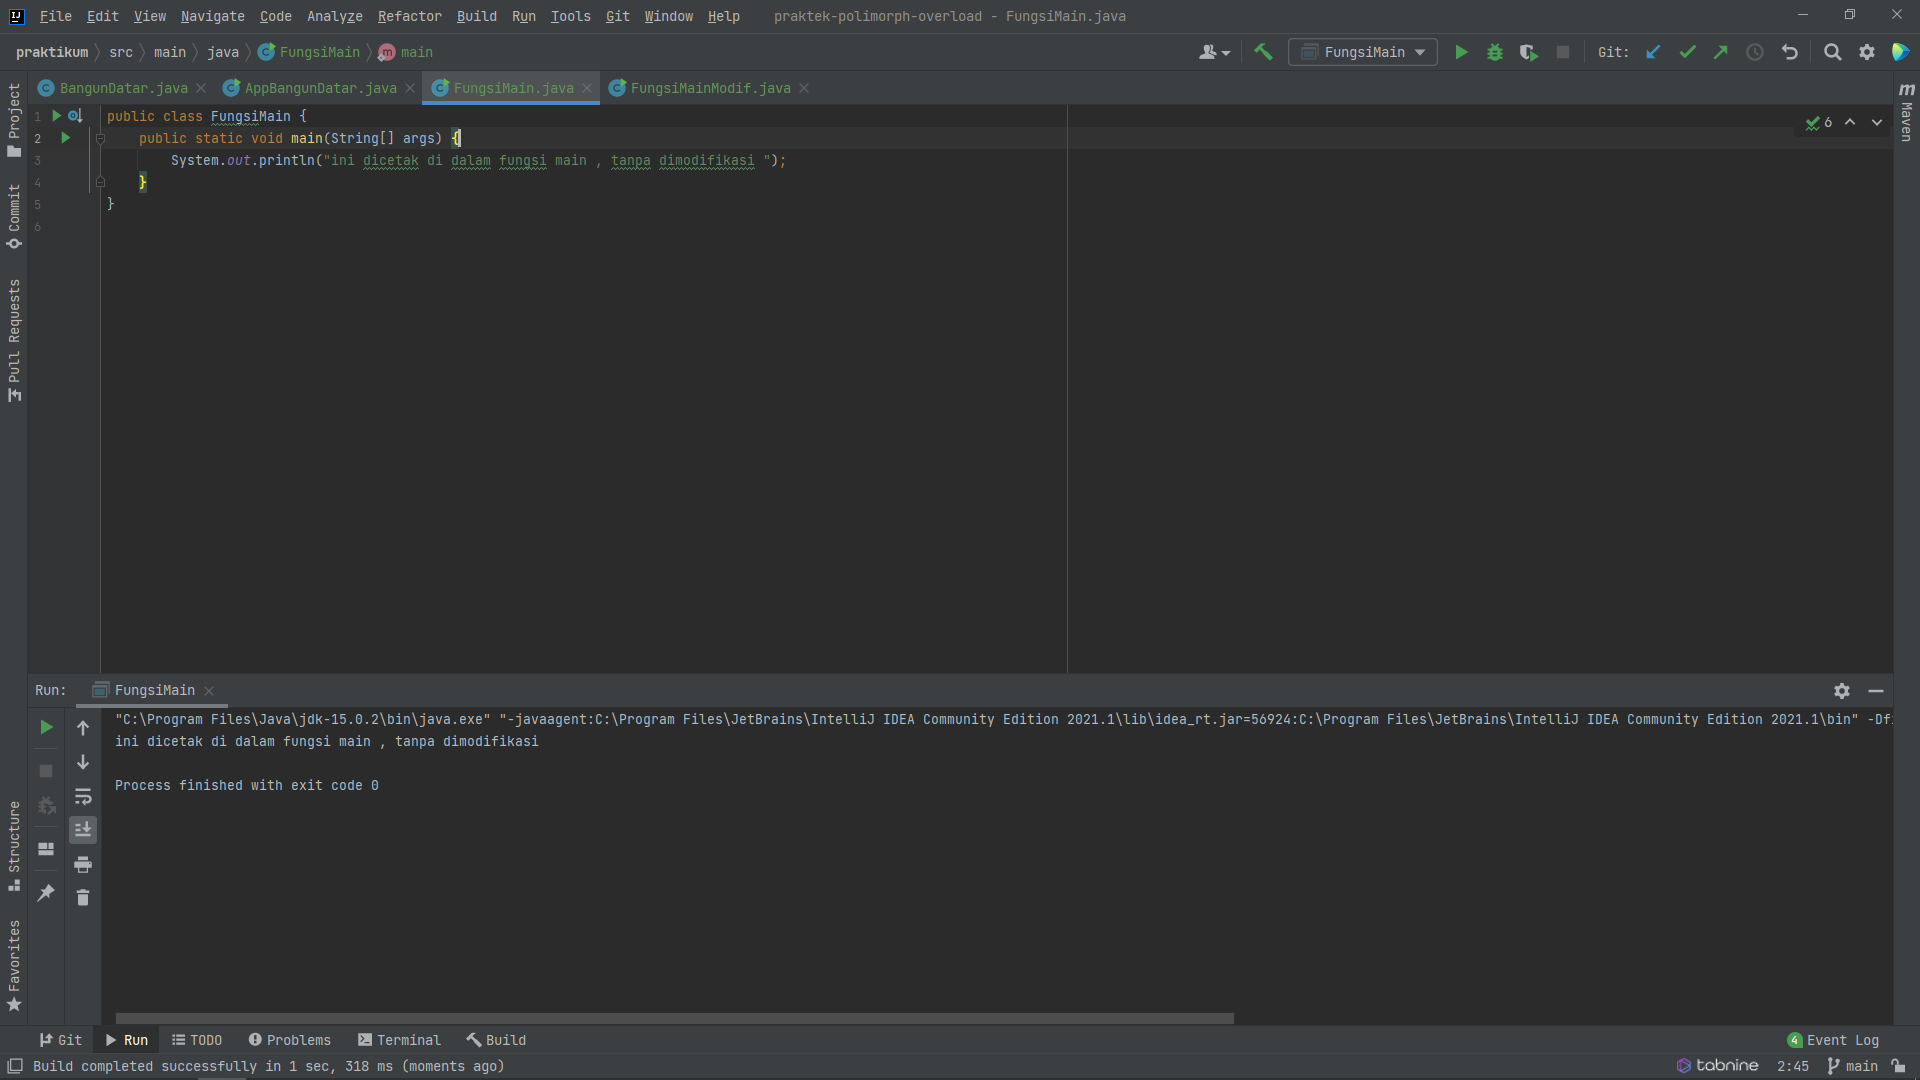 File Edit View Navigate Code Analyze Refactor Build Run Tools Git Window Help praktek-polimorph-overload - FungsiMain.java
praktikum src main java FungsiMain main
FungsiMain Git:
BangunDatar.java AppBangunDatar.java FungsiMain.java FungsiMainModif.java
1 public class FungsiMain {
2 public static void main(String[] args) {
3 System.out.println("ini dicetak di dalam fungsi main , tanpa dimodifikasi ");
4 }
5 }
6
6
Project
Commit
Pull Requests
Structure
Favorites
m Maven
Run: FungsiMain
"C:\Program Files\Java\jdk-15.0.2\bin\java.exe" "-javaagent:C:\Program Files\JetBrains\IntelliJ IDEA Community Edition 2021.1\lib\idea_rt.jar=56924:C:\Program Files\JetBrains\IntelliJ IDEA Community Edition 2021.1\bin" -Df
ini dicetak di dalam fungsi main , tanpa dimodifikasi
Process finished with exit code 0
Git Run TODO Problems Terminal Build 4 Event Log
Build completed successfully in 1 sec, 318 ms (moments ago) tabnine 2:45 main